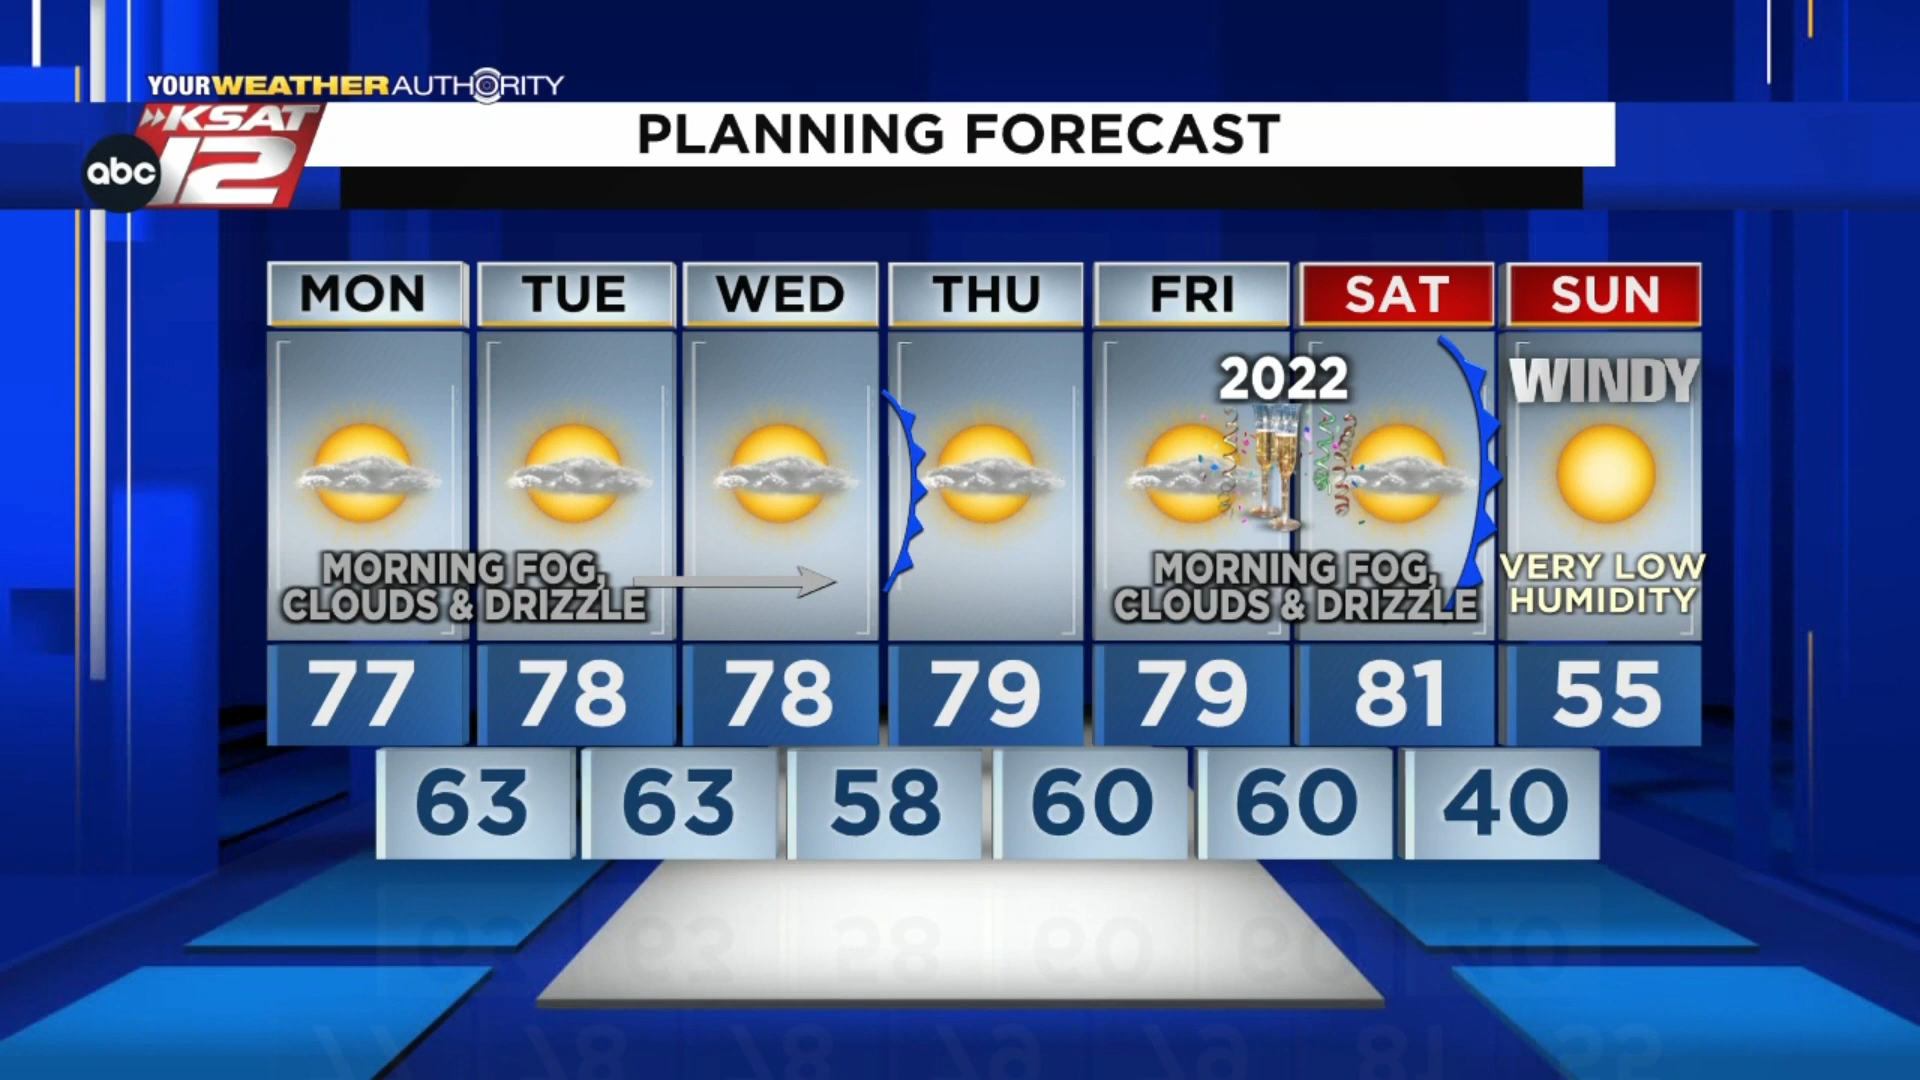 YOURWEATHERAUTHORITY
KSAT
abc 12
PLANNING FORECAST
MON TUE WED THU FRI SAT SUN
2022 WINDY
MORNING FOG,
CLOUDS & DRIZZLE
MORNING FOG,
CLOUDS & DRIZZLE
VERY LOW
HUMIDITY
77 78 78 79 79 81 55
63 63 58 60 60 40